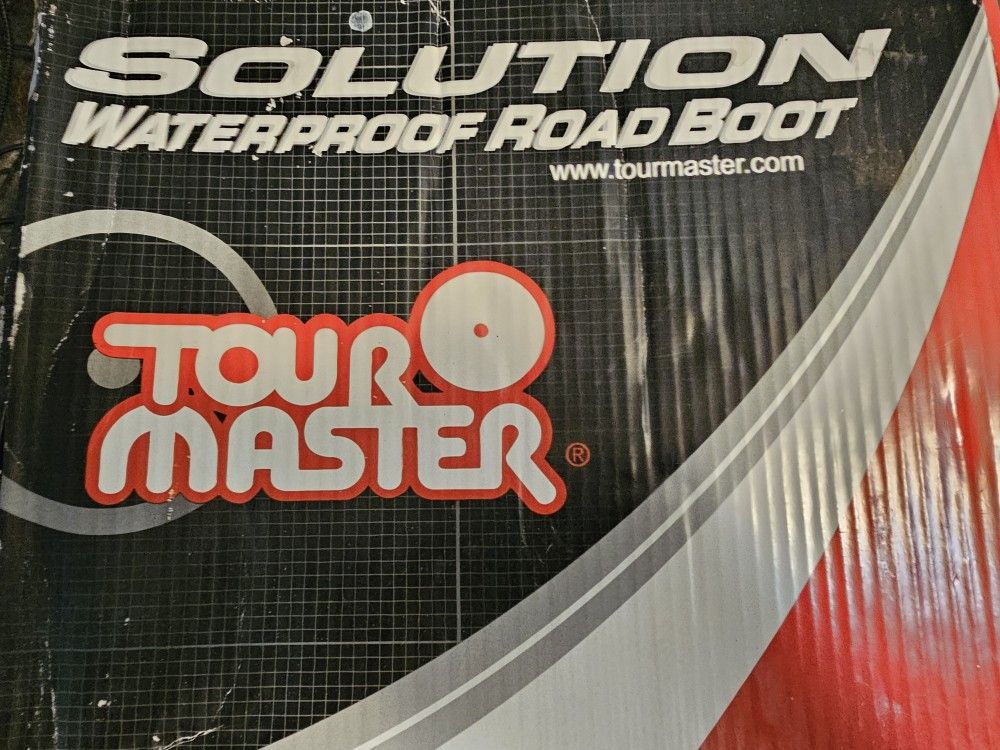 SOLUTION
WATERPROOF ROAD BOOT
www.tourmaster.com
TOUR
MASTER®